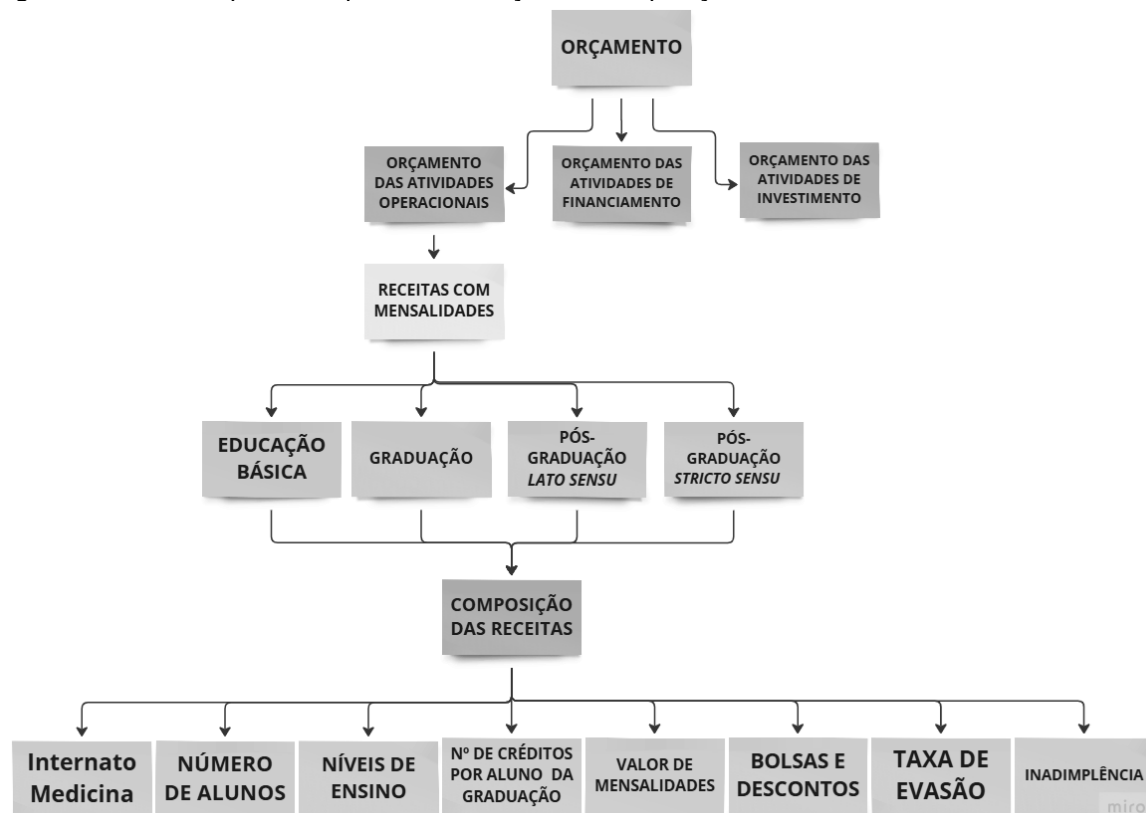 ORÇAMENTO
ORÇAMENTO
DAS ATIVIDADES
OPERACIONAIS
ORÇAMENTO DAS
ATIVIDADES DE
FINANCIAMENTO
ORÇAMENTO DAS
ATIVIDADES DE
INVESTIMENTO
RECEITAS COM
MENSALIDADES
EDUCAÇÃO
BÁSICA
GRADUAÇÃO
PÓS-
GRADUAÇÃO
LATO SENSU
PÓS-
GRADUAÇÃO
STRICTO SENSU
COMPOSIÇÃO
DAS RECEITAS
Internato
Medicina
NÚMERO
DE ALUNOS
NÍVEIS DE
ENSINO
Nº DE CRÉDITOS
POR ALUNO DA
GRADUAÇÃO
VALOR DE
MENSALIDADES
BOLSAS E
DESCONTOS
TAXA DE
EVASÃO
INADIMPLÊNCIA
miro